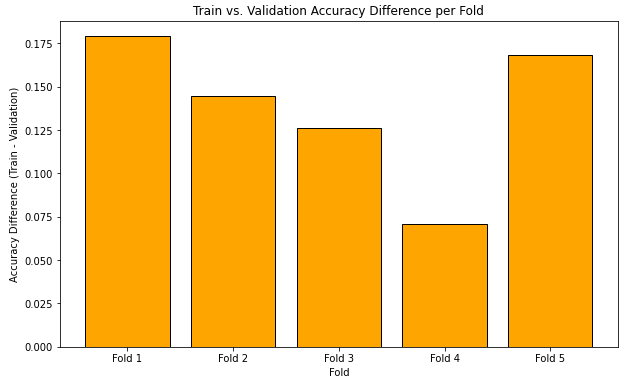 Train vs. Validation Accuracy Difference per Fold
Accuracy Difference (Train - Validation)
0.175
0.150
0.125
0.100
0.075
0.050
0.025
0.000
Fold 1 Fold 2 Fold 3 Fold 4 Fold 5
Fold